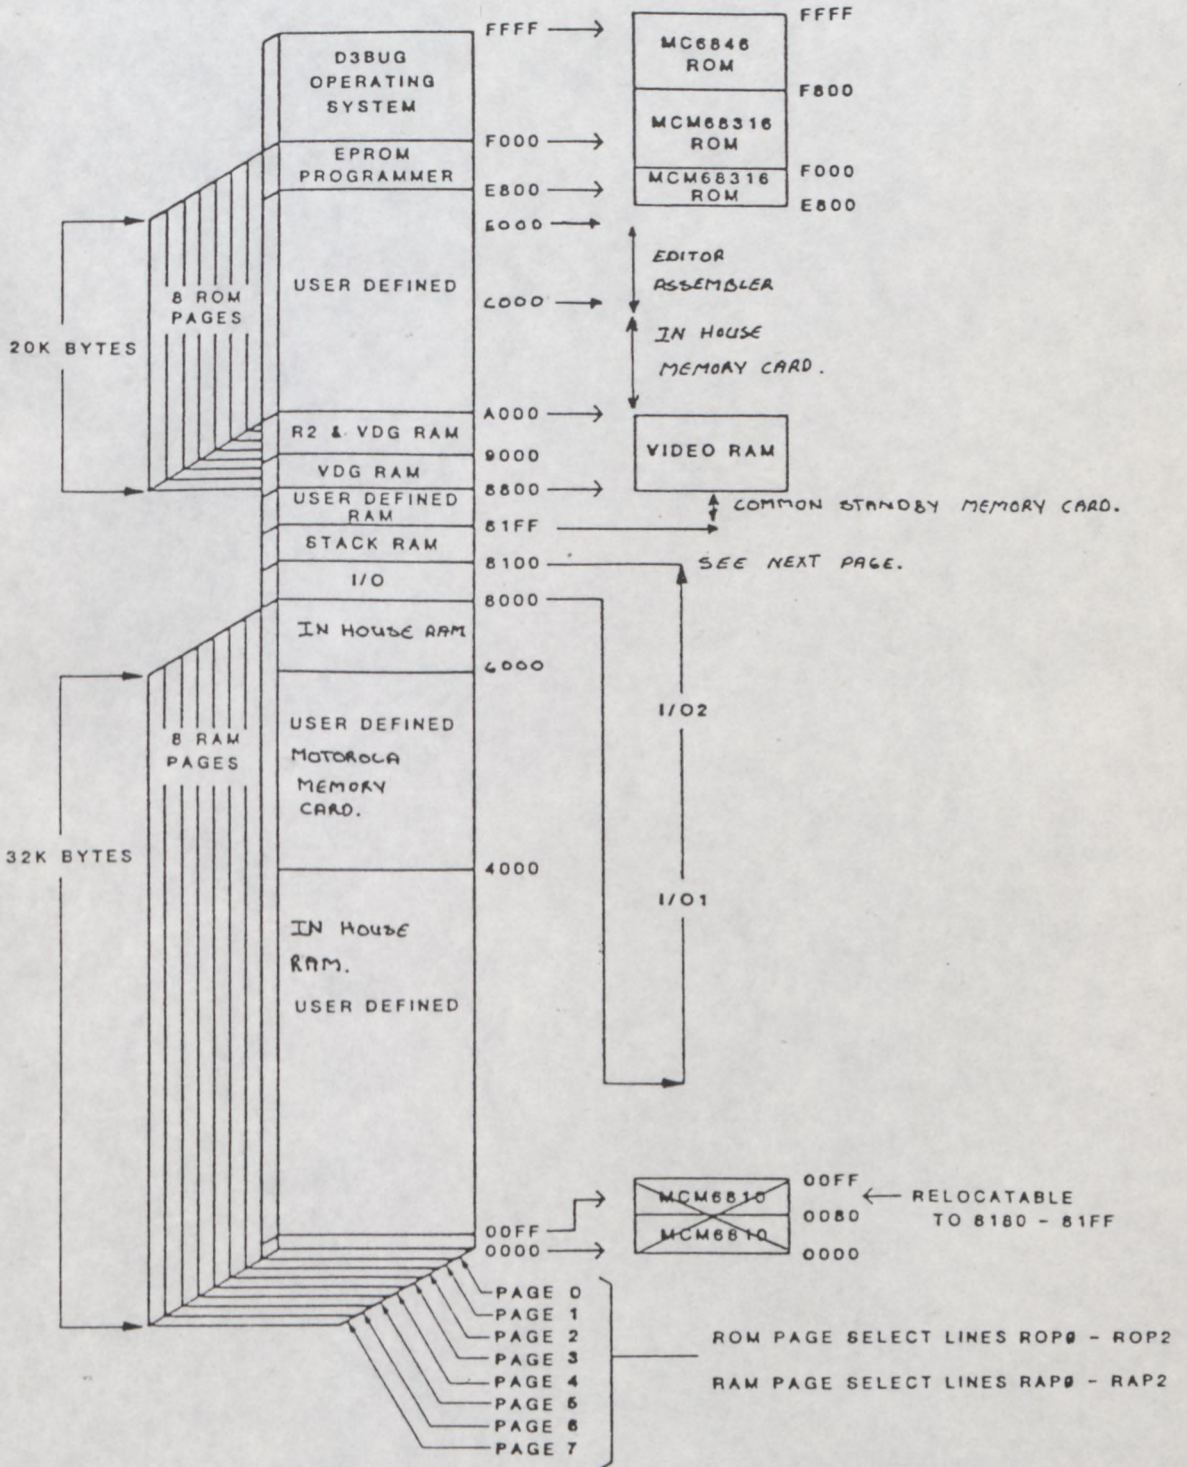 FFFF
D3BUG
OPERATING
SYSTEM
F000
EPROM
PROGRAMMER
E800
E000
USER DEFINED
C000
A000
R2 & VDG RAM
9000
VDG RAM
8800
USER DEFINED
RAM
81FF
STACK RAM
8100
I/O
8000
IN HOUSE RAM
6000
USER DEFINED
MOTOROLA
MEMORY
CARD.
4000
IN HOUSE
RAM.
USER DEFINED
00FF
0000
8 ROM
PAGES
20K BYTES
8 RAM
PAGES
32K BYTES
FFFF
MC6846
ROM
F800
MCM68316
ROM
F000
MCM68316
ROM
E800
EDITOR
ASSEMBLER
IN HOUSE
MEMORY CARD.
VIDEO RAM
COMMON STANDBY MEMORY CARD.
SEE NEXT PAGE.
I/O2
I/O1
00FF
MCM6810
0080
MCM6810
0000
RELOCATABLE
TO 8180 - 81FF
PAGE 0
PAGE 1
PAGE 2
PAGE 3
PAGE 4
PAGE 5
PAGE 6
PAGE 7
ROM PAGE SELECT LINES ROP0 - ROP2
RAM PAGE SELECT LINES RAP0 - RAP2